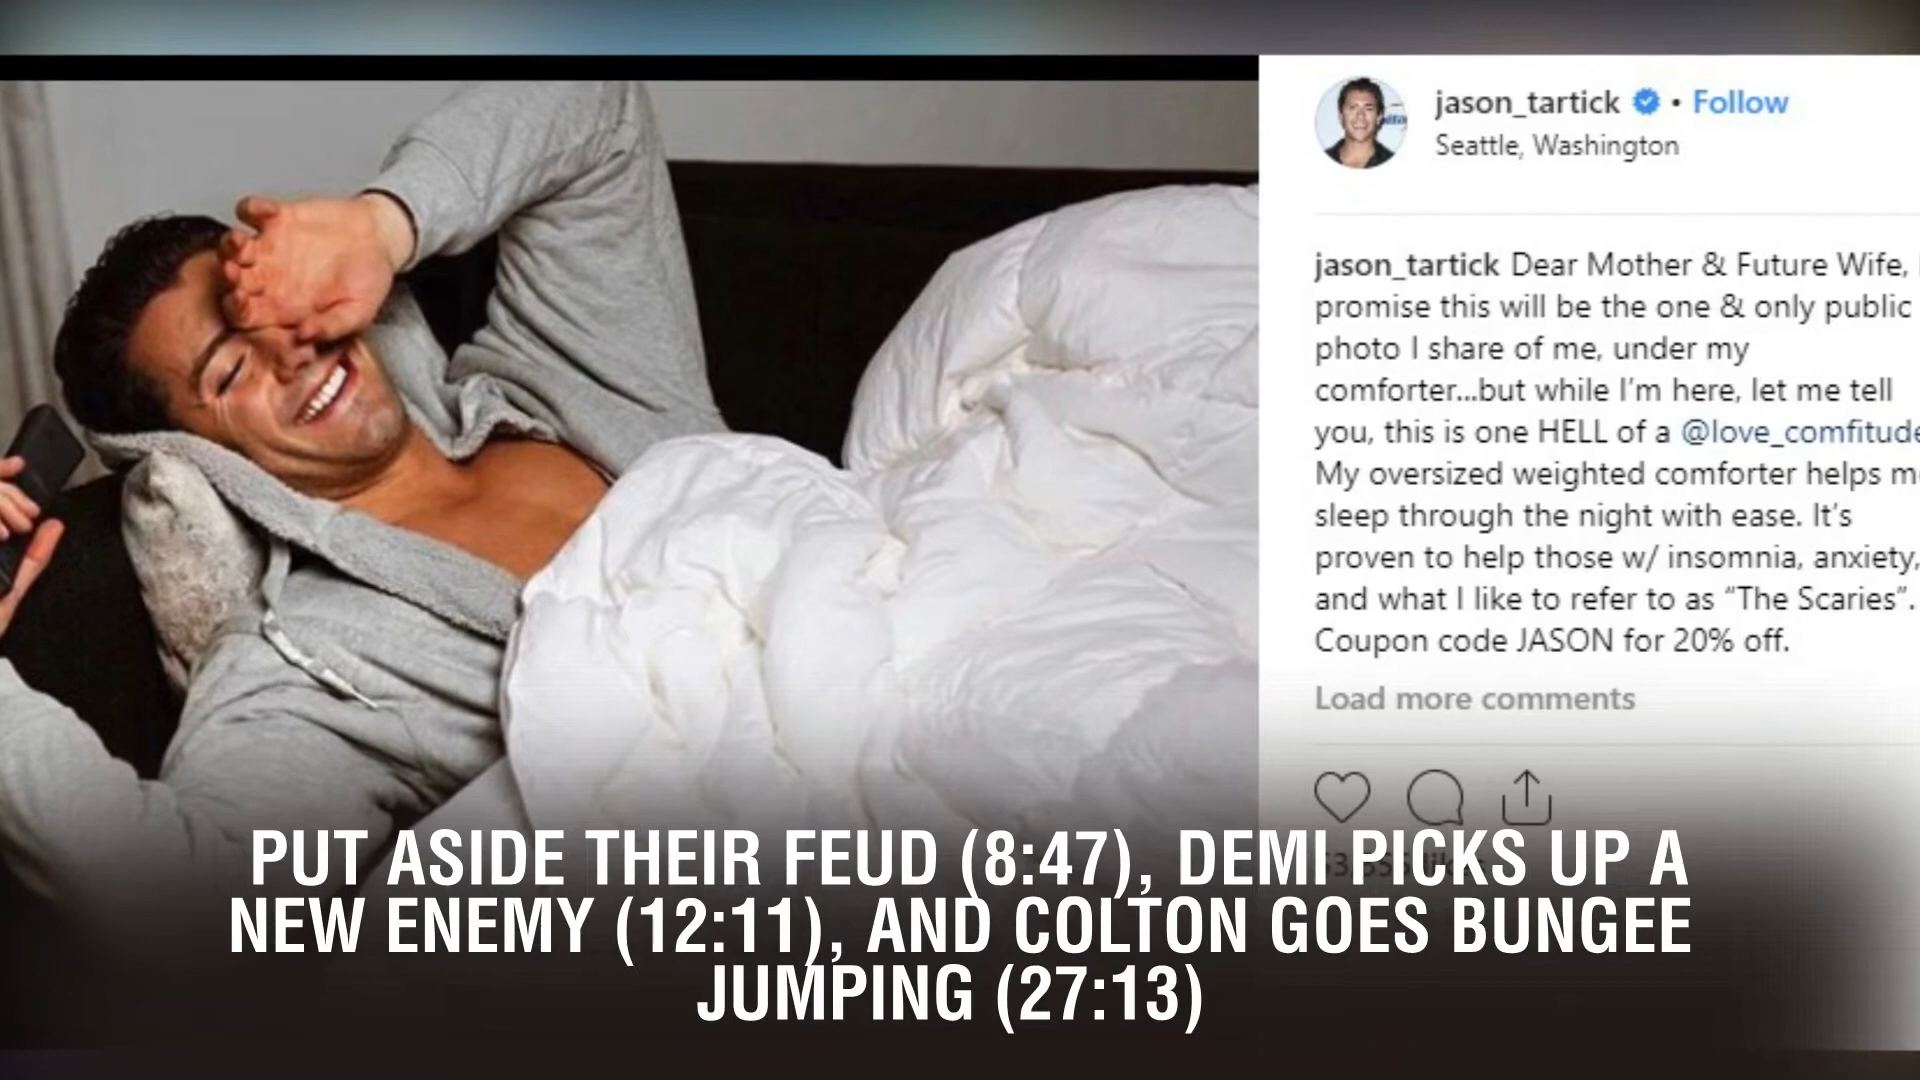 jason_tartick • Follow
Seattle, Washington
jason_tartick Dear Mother & Future Wife,
promise this will be the one & only public
photo I share of me, under my
comforter...but while I'm here, let me tell
you, this is one HELL of a @love_comfitude
My oversized weighted comforter helps
sleep through the night with ease. It's
proven to help those w/ insomnia, anxiety,
and what I like to refer to as “The Scaries”.
Coupon code JASON for 20% off.
Load more comments
PUT ASIDE THEIR FEUD (8:47), DEMI PICKS UP A
NEW ENEMY (12:11), AND COLTON GOES BUNGEE
JUMPING (27:13)